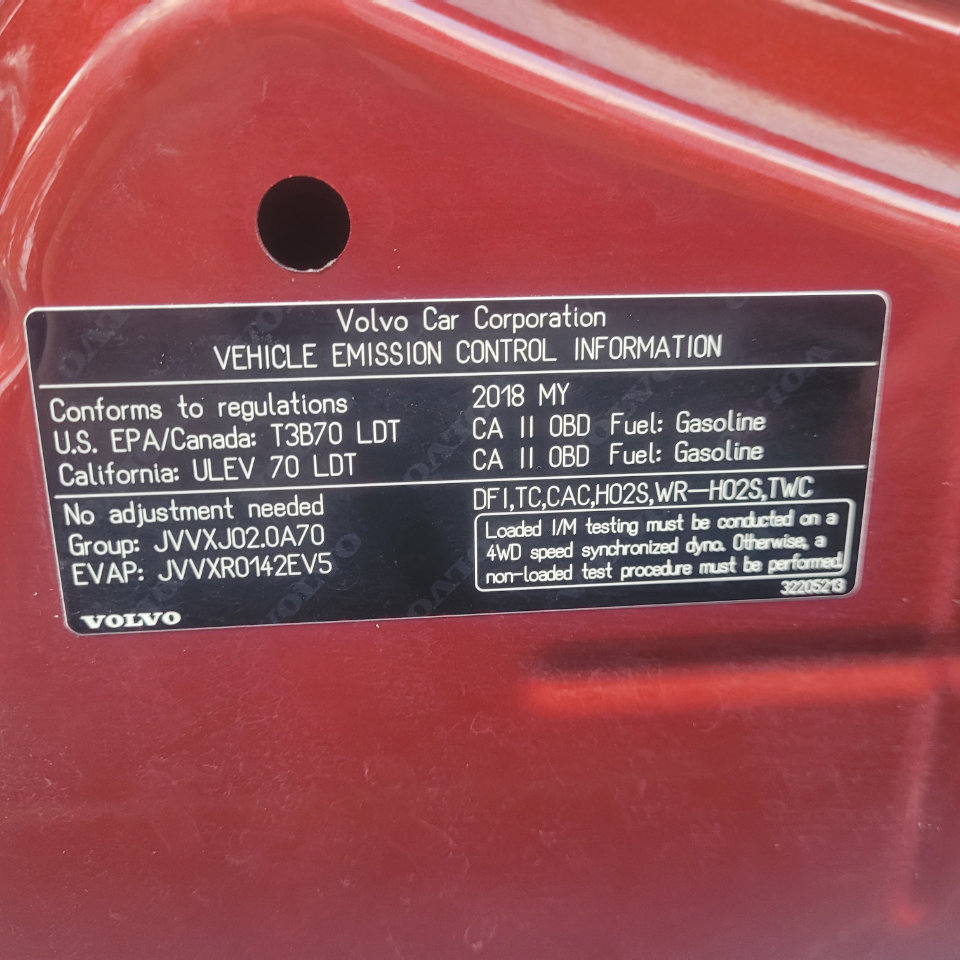 Volvo Car Corporation
VEHICLE EMISSION CONTROL INFORMATION
Conforms to regulations 2018 MY
U.S. EPA/Canada: T3B70 LDT CA II OBD Fuel: Gasoline
California: ULEV 70 LDT CA II OBD Fuel: Gasoline
No adjustment needed DFI,TC,CAC,HO2S,WR-HO2S,TWC
Group: JVVXJ02.0A70
EVAP: JVVXR0142EV5
Loaded I/M testing must be conducted on a
4WD speed synchronized dyno. Otherwise, a
non-loaded test procedure must be performed
32205213
VOLVO